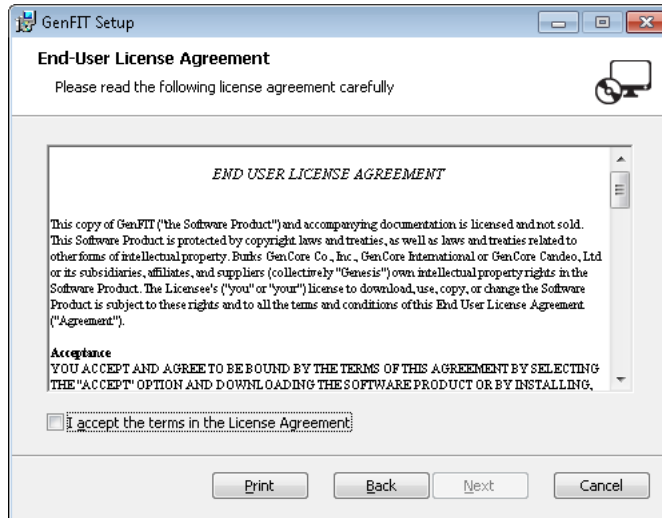 GenFIT Setup
End-User License Agreement
Please read the following license agreement carefully
END USER LICENSE AGREEMENT
This copy of GenFIT ("the Software Product") and accompanying documentation is licensed and not sold.
This Software Product is protected by copyright laws and treaties, as well as laws and treaties related to
other forms of intellectual property. Burks GenCore Co., Inc., GenCore International or GenCore Candeo, Ltd
or its subsidiaries, affiliates, and suppliers (collectively "Genesis") own intellectual property rights in the
Software Product. The Licensee's ("you" or "your") license to download, use, copy, or change the Software
Product is subject to these rights and to all the terms and conditions of this End User License Agreement
("Agreement").
Acceptance
YOU ACCEPT AND AGREE TO BE BOUND BY THE TERMS OF THIS AGREEMENT BY SELECTING
THE "ACCEPT" OPTION AND DOWNLOADING THE SOFTWARE PRODUCT OR BY INSTALLING,
I accept the terms in the License Agreement
Print Back Next Cancel